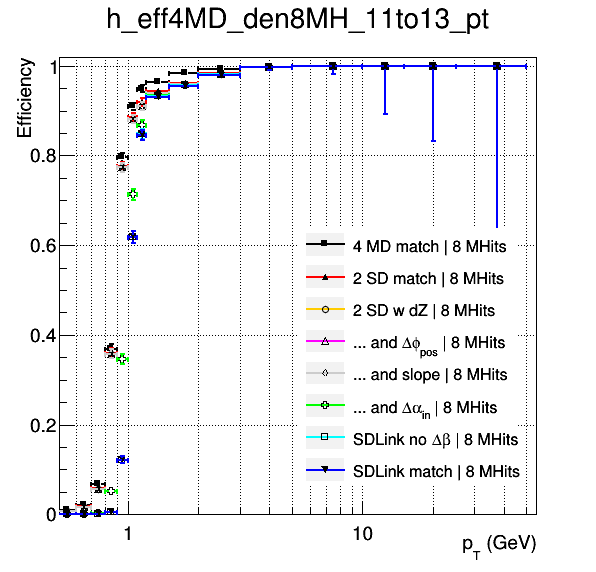 h_eff4MD_den8MH_11to13_pt
Efficiency
1
0.8
0.6
0.4
0.2
0
4 MD match | 8 MHits
2 SD match | 8 MHits
2 SD w dZ | 8 MHits
... and Δϕpos | 8 MHits
... and slope | 8 MHits
... and Δαin | 8 MHits
SDLink no Δβ | 8 MHits
SDLink match | 8 MHits
1 10
pT (GeV)